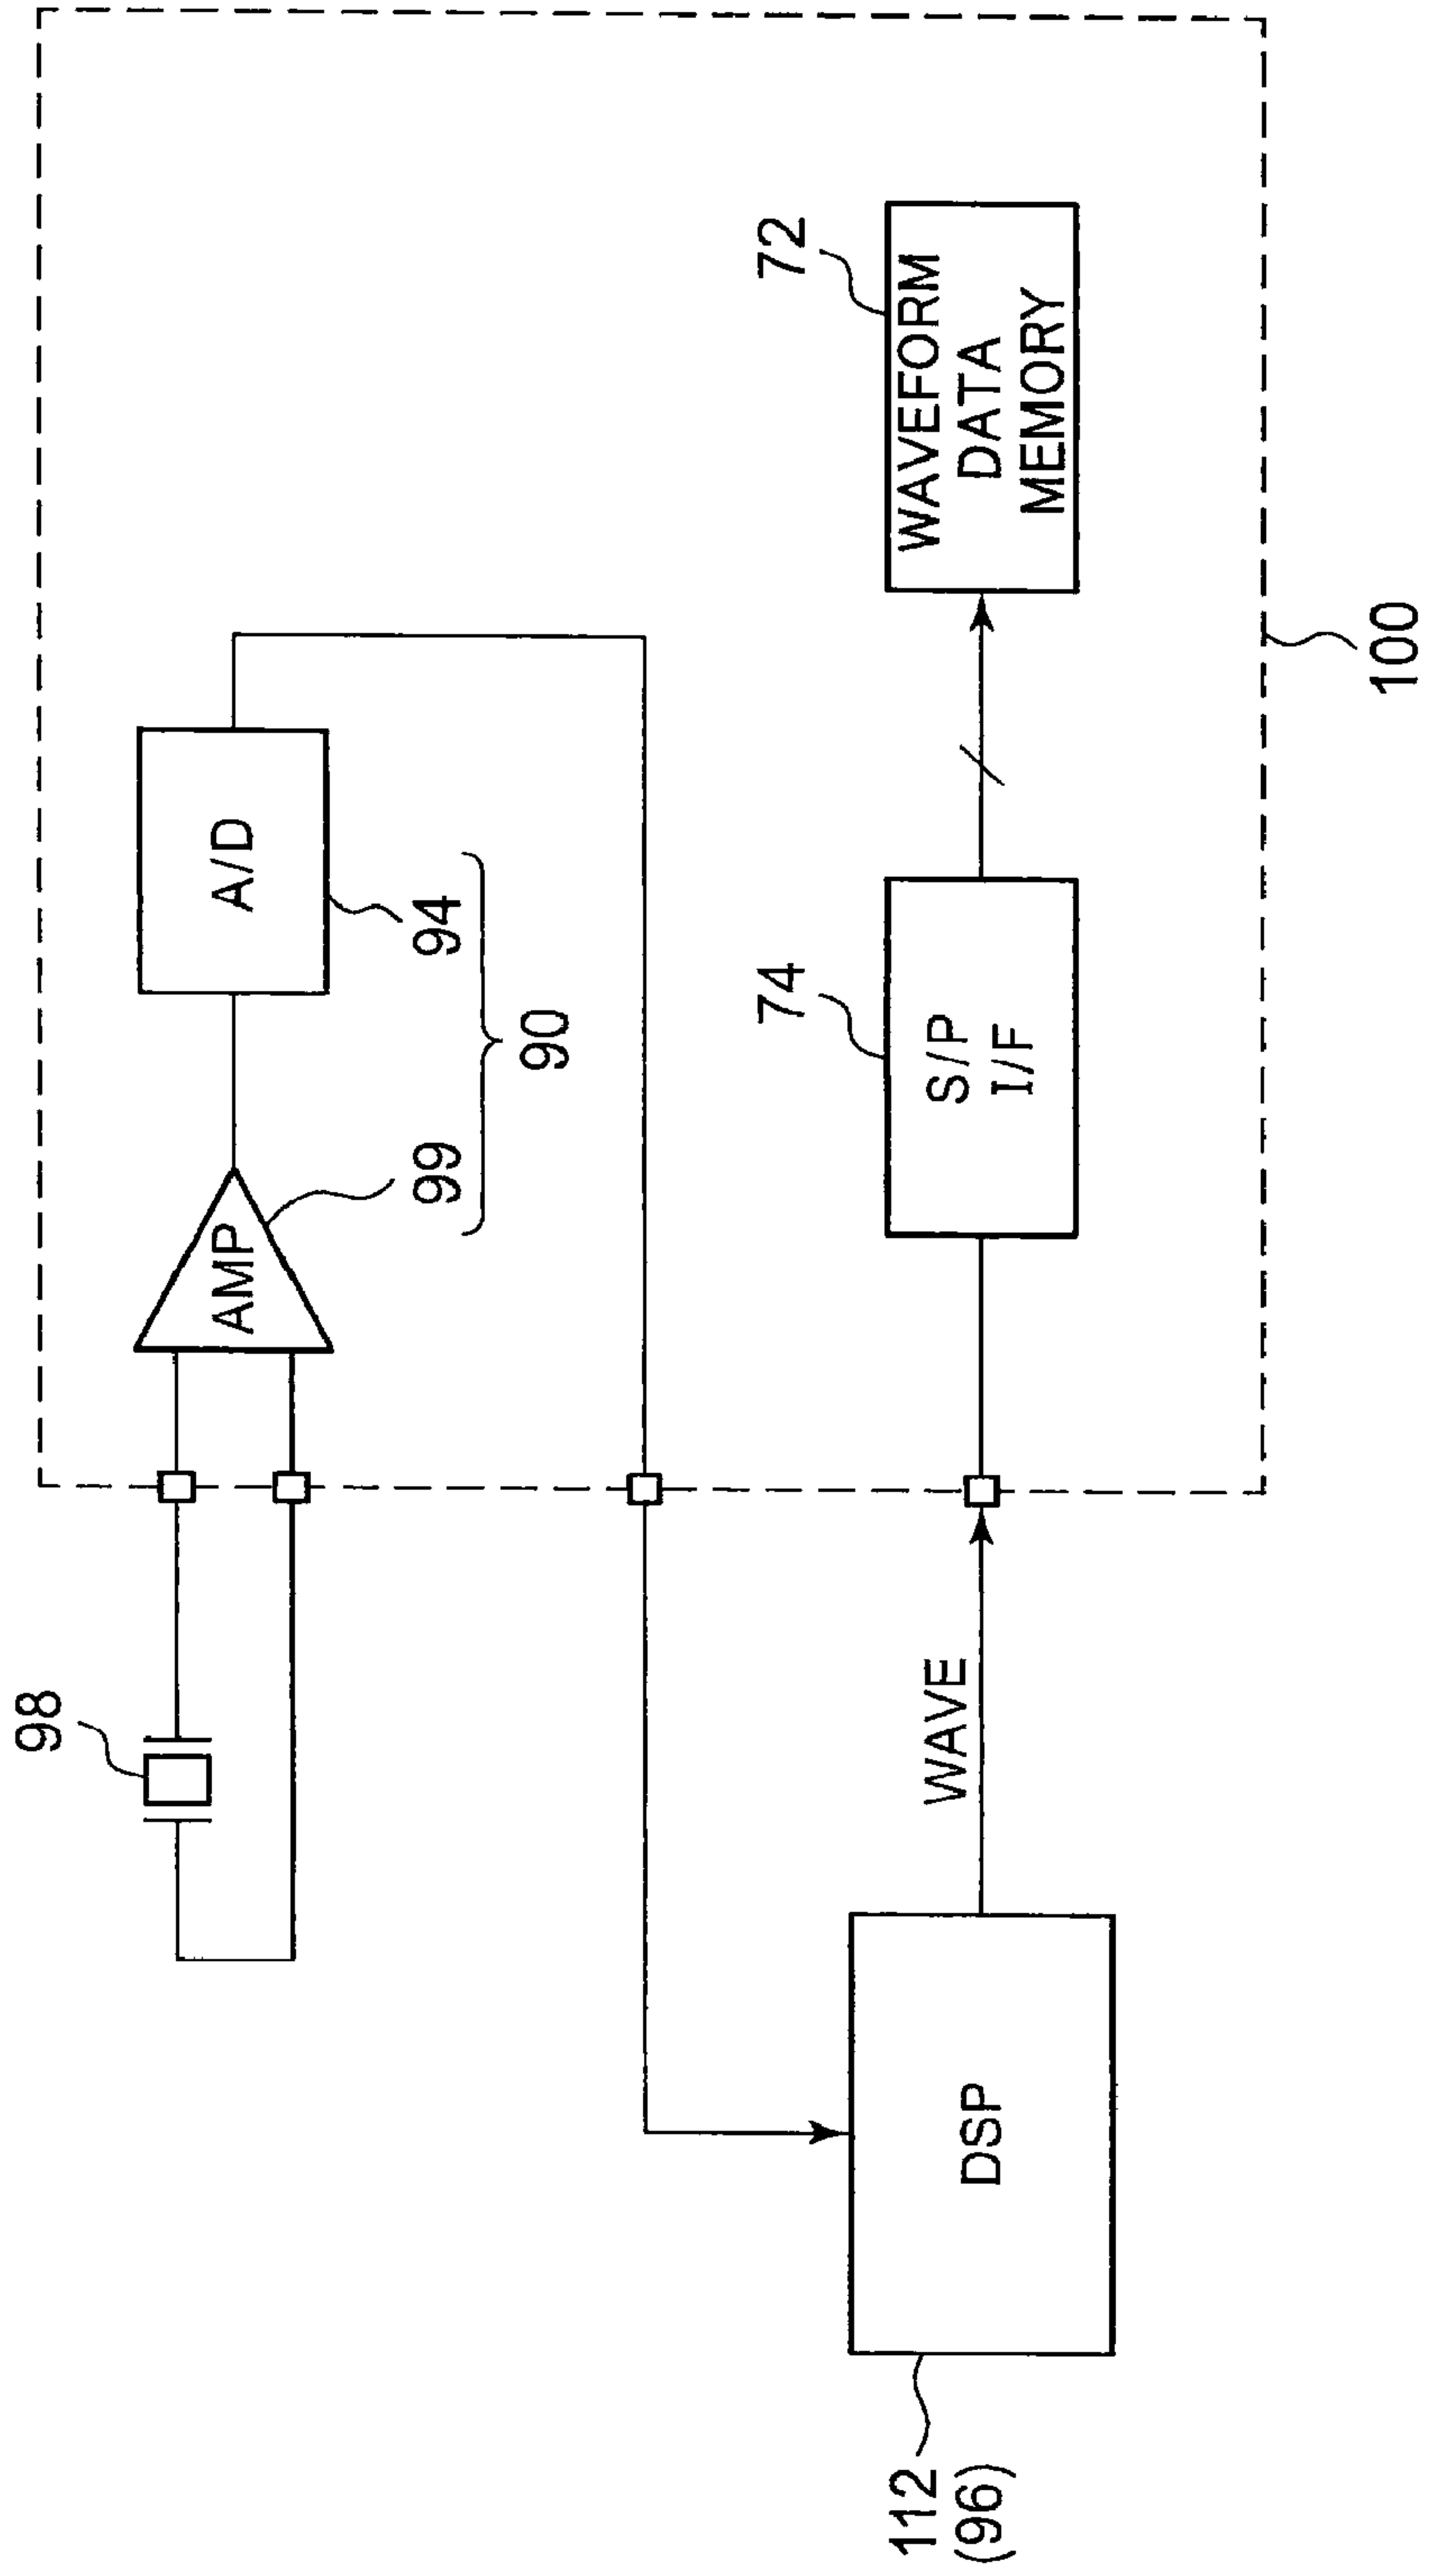 98
AMP
99
A/D
94
90
DSP
112
(96)
WAVE
S/P
I/F
74
WAVEFORM
DATA
MEMORY
72
100